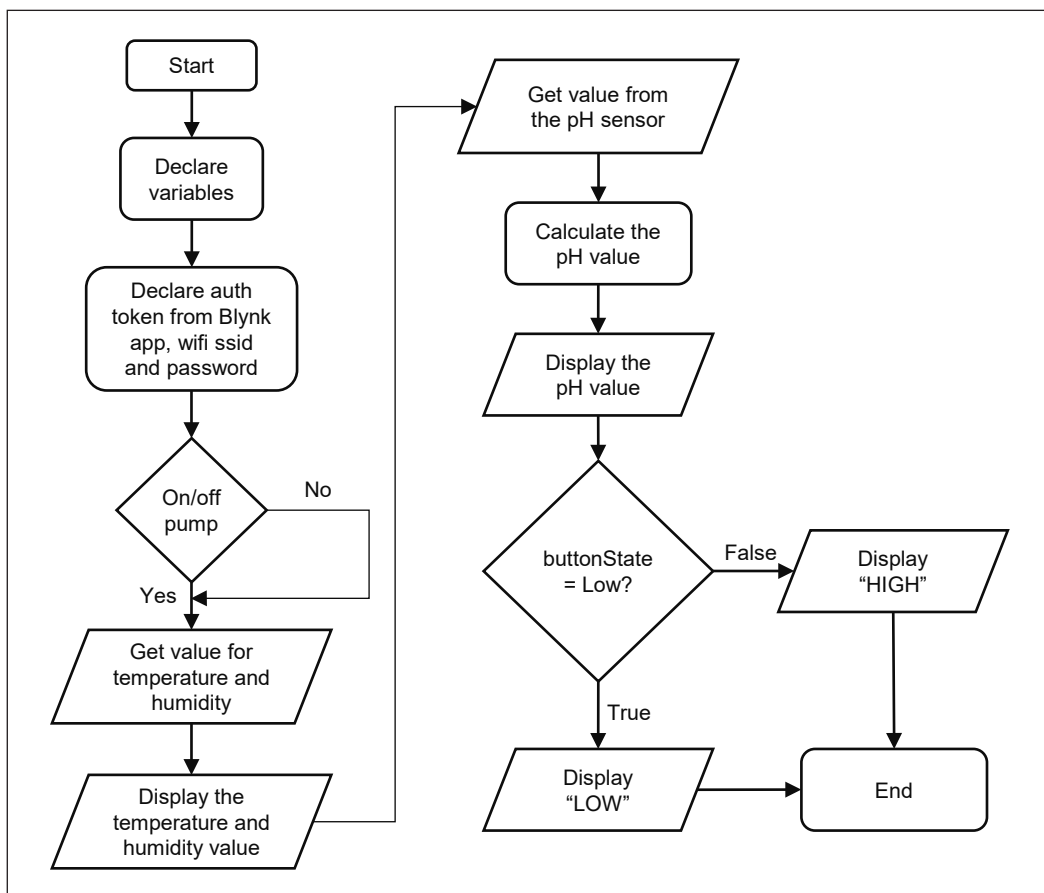 Start
Declare
variables
Declare auth
token from Blynk
app, wifi ssid
and password
On/off
pump
No
Yes
Get value for
temperature and
humidity
Display the
temperature and
humidity value
Get value from
the pH sensor
Calculate the
pH value
Display the
pH value
buttonState
= Low?
False
Display
“HIGH”
True
Display
“LOW”
End